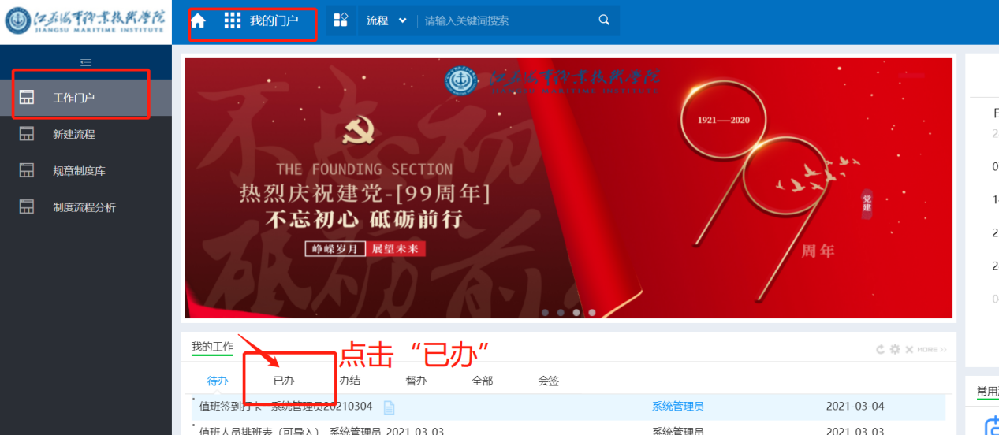 江苏海事职业技术学院
JIANGSU MARITIME INSTITUTE
我的门户
流程
请输入关键词搜索
工作门户
新建流程
规章制度库
制度流程分析
江苏海事职业技术学院
JIANGSU MARITIME INSTITUTE
1921——2020
THE FOUNDING SECTION
热烈庆祝建党-[99周年]
不忘初心 砥砺前行
峥嵘岁月 展望未来
党建
周年
我的工作
点击“已办”
MORE
待办 已办 办结 督办 全部 会签
值班签到打卡--系统管理员20210304 系统管理员 2021-03-04
值班人员排班表（可导入）-系统管理员-2021-03-03 系统管理员 2021-03-03
常用